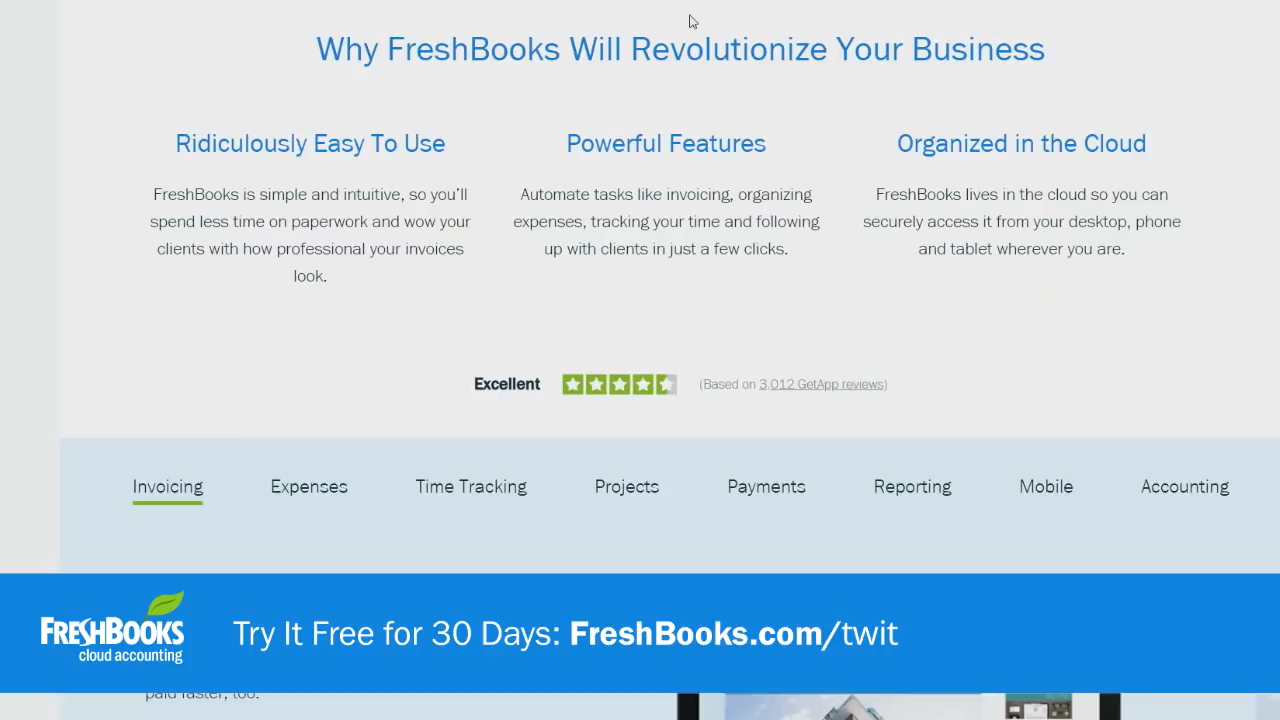 Why FreshBooks Will Revolutionize Your Business
Ridiculously Easy To Use
FreshBooks is simple and intuitive, so you'll
spend less time on paperwork and wow your
clients with how professional your invoices
look.
Powerful Features
Automate tasks like invoicing, organizing
expenses, tracking your time and following
up with clients in just a few clicks.
Organized in the Cloud
FreshBooks lives in the cloud so you can
securely access it from your desktop, phone
and tablet wherever you are.
Excellent (Based on 3,012 GetApp reviews)
Invoicing Expenses Time Tracking Projects Payments Reporting Mobile Accounting
FRESHBOOKS
cloud accounting
Try It Free for 30 Days: FreshBooks.com/twit
paid faster, too.